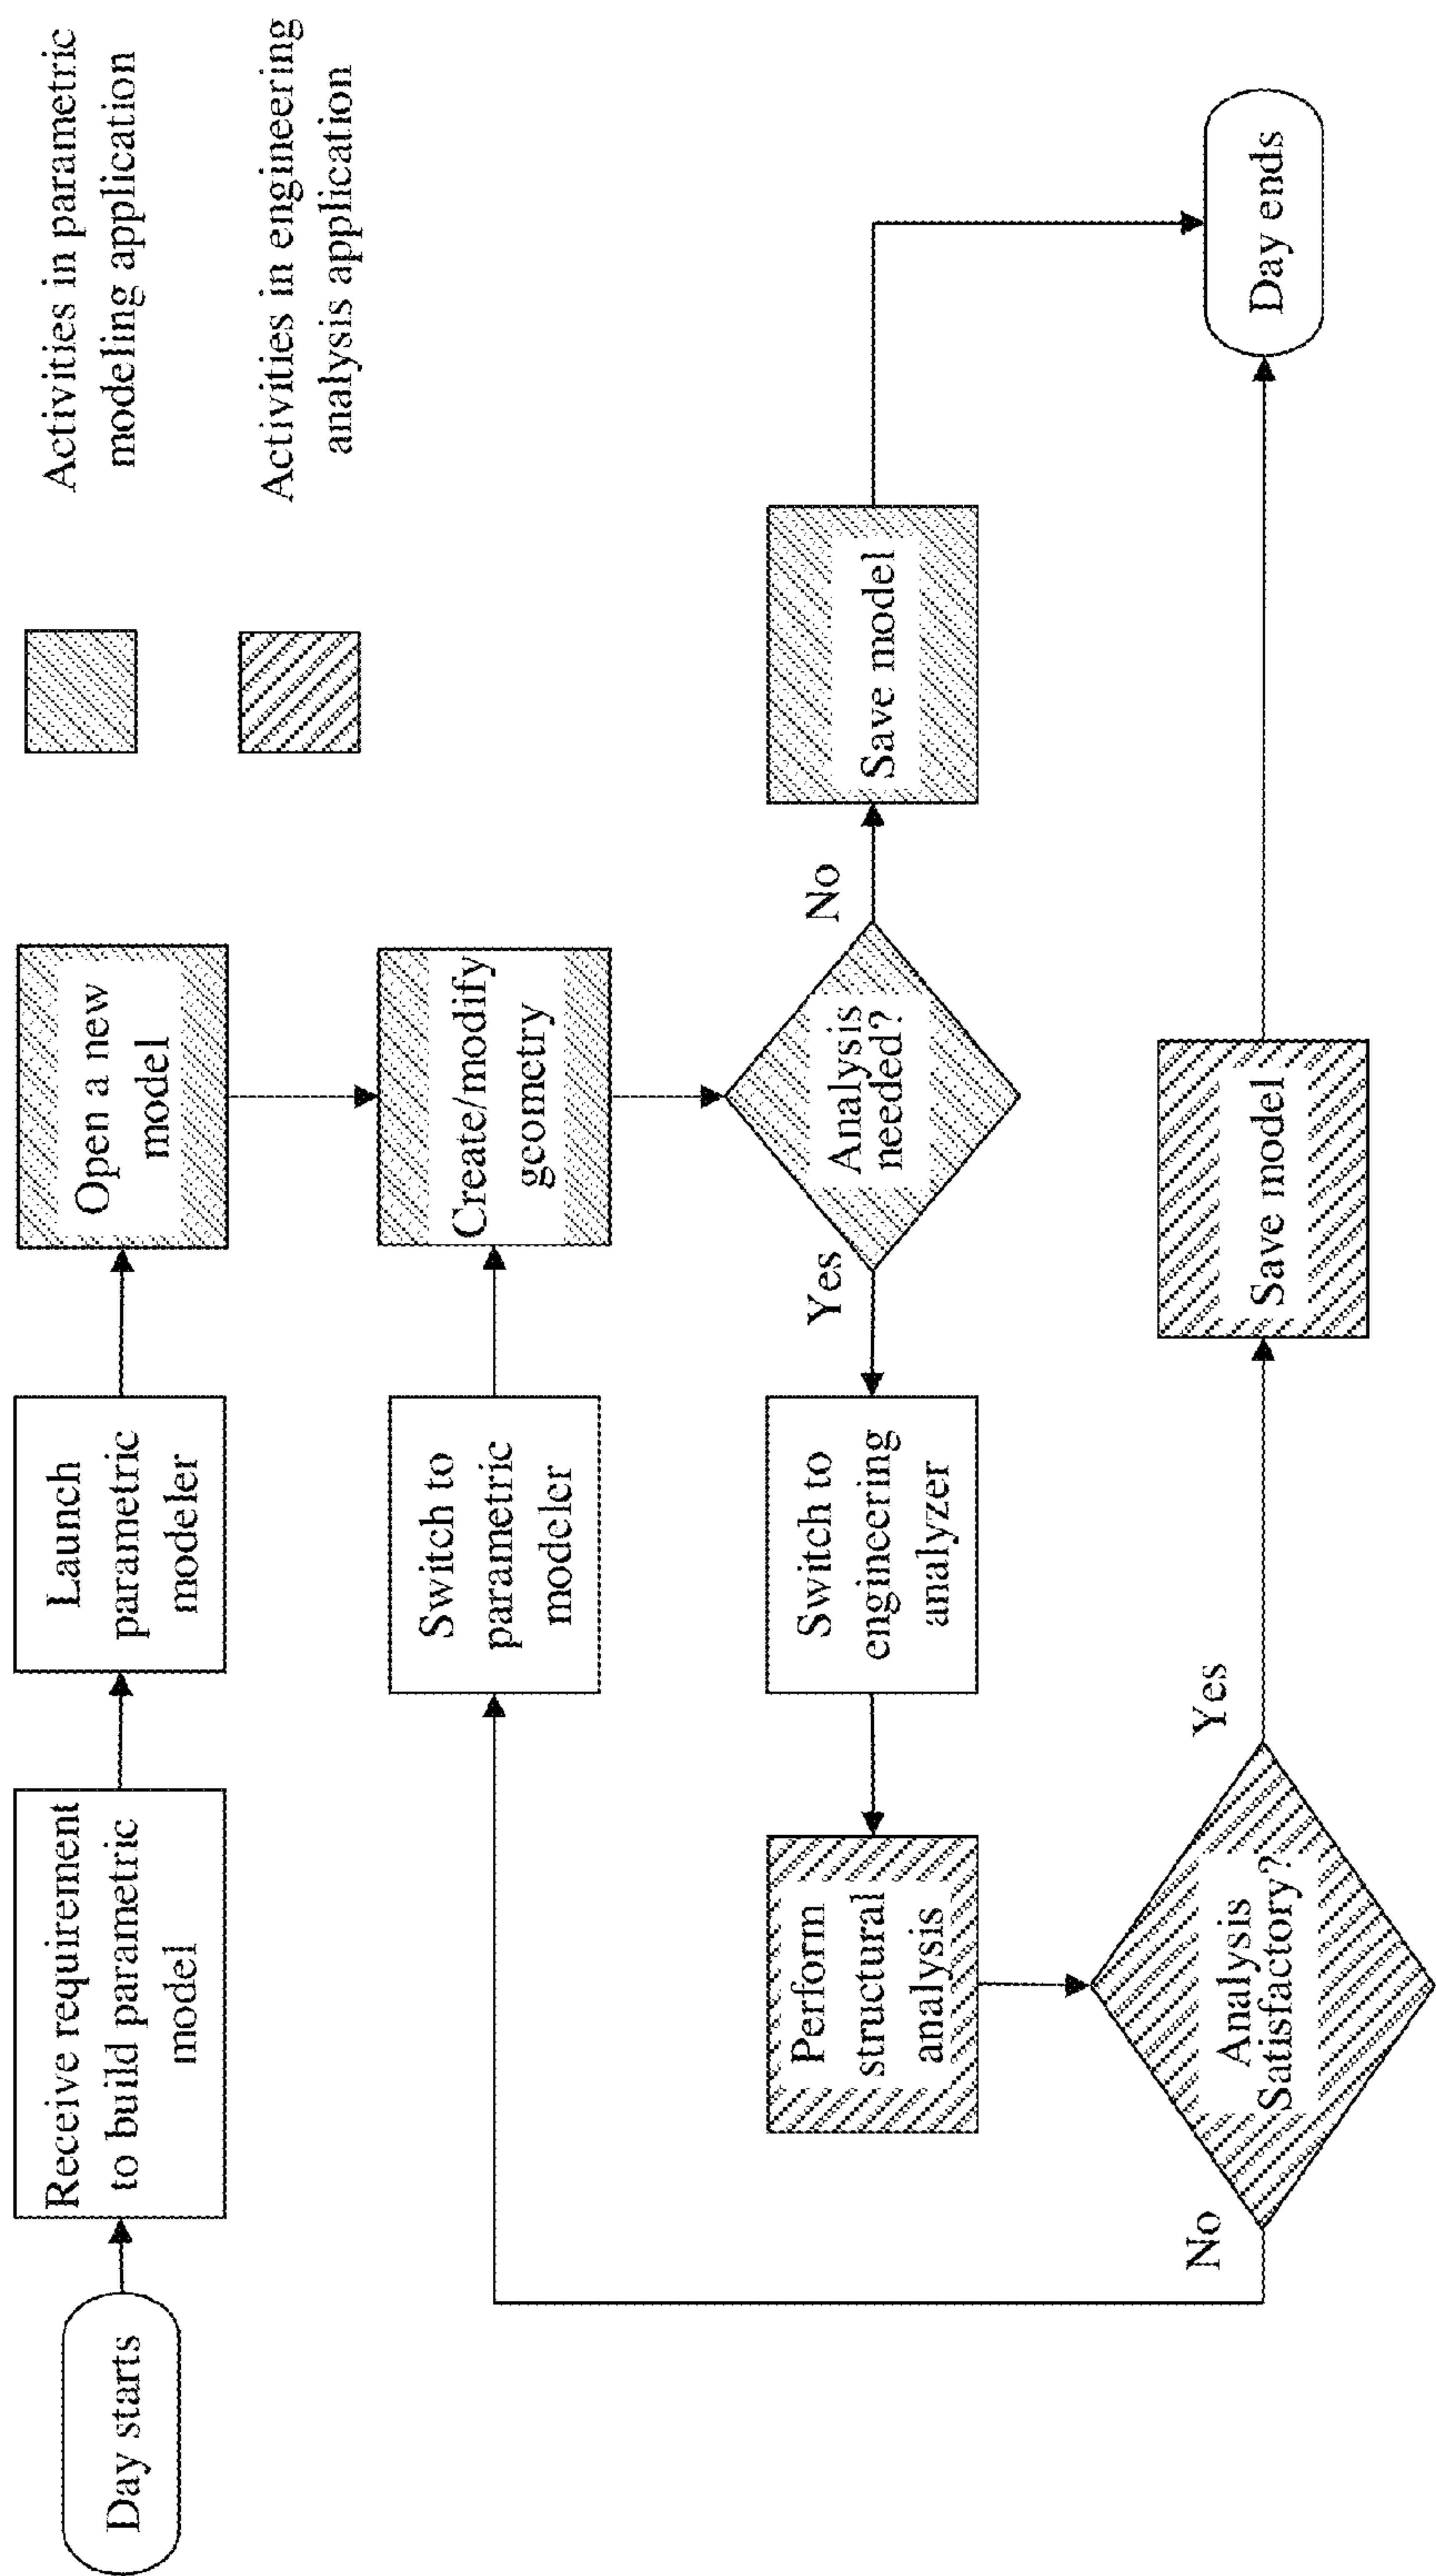 Activities in parametric
modeling application
Activities in engineering
analysis application
Day starts
Receive requirement
to build parametric
model
Launch
parametric
modeler
Open a new
model
Switch to
parametric
modeler
Create/modify
geometry
Analysis
needed?
Yes
No
Save model
Switch to
engineering
analyzer
Perform
structural
analysis
Analysis
Satisfactory?
No
Yes
Save model
Day ends